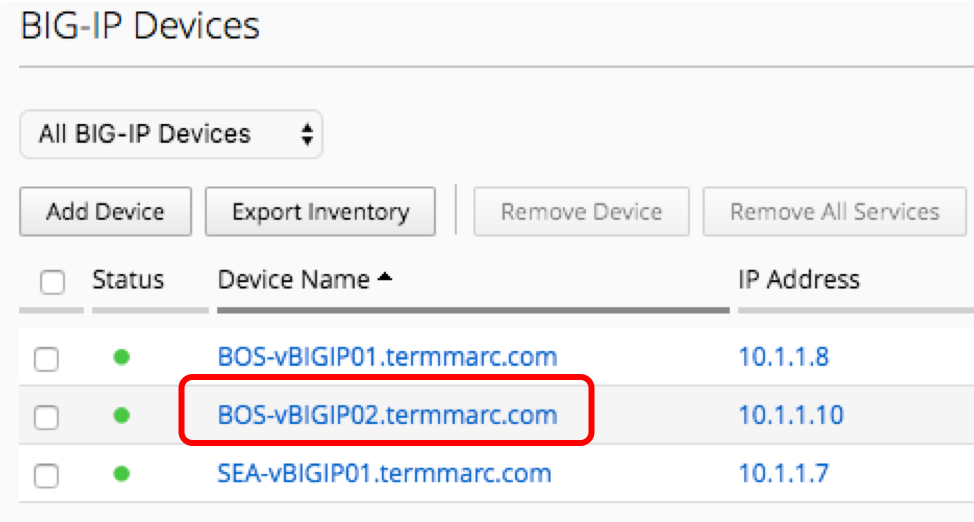 BIG-IP Devices
All BIG-IP Devices
Add Device Export Inventory Remove Device Remove All Services
Status Device Name IP Address
BOS-vBIGIP01.termmarc.com 10.1.1.8
BOS-vBIGIP02.termmarc.com 10.1.1.10
SEA-vBIGIP01.termmarc.com 10.1.1.7